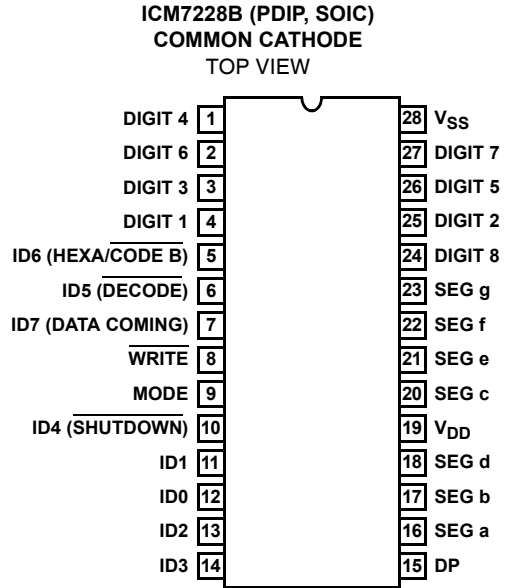 ICM7228B (PDIP, SOIC)
COMMON CATHODE
TOP VIEW
DIGIT 4 1
DIGIT 6 2
DIGIT 3 3
DIGIT 1 4
ID6 (HEXA/CODE B) 5
ID5 (DECODE) 6
ID7 (DATA COMING) 7
WRITE 8
MODE 9
ID4 (SHUTDOWN) 10
ID1 11
ID0 12
ID2 13
ID3 14
28 VSS
27 DIGIT 7
26 DIGIT 5
25 DIGIT 2
24 DIGIT 8
23 SEG g
22 SEG f
21 SEG e
20 SEG c
19 VDD
18 SEG d
17 SEG b
16 SEG a
15 DP